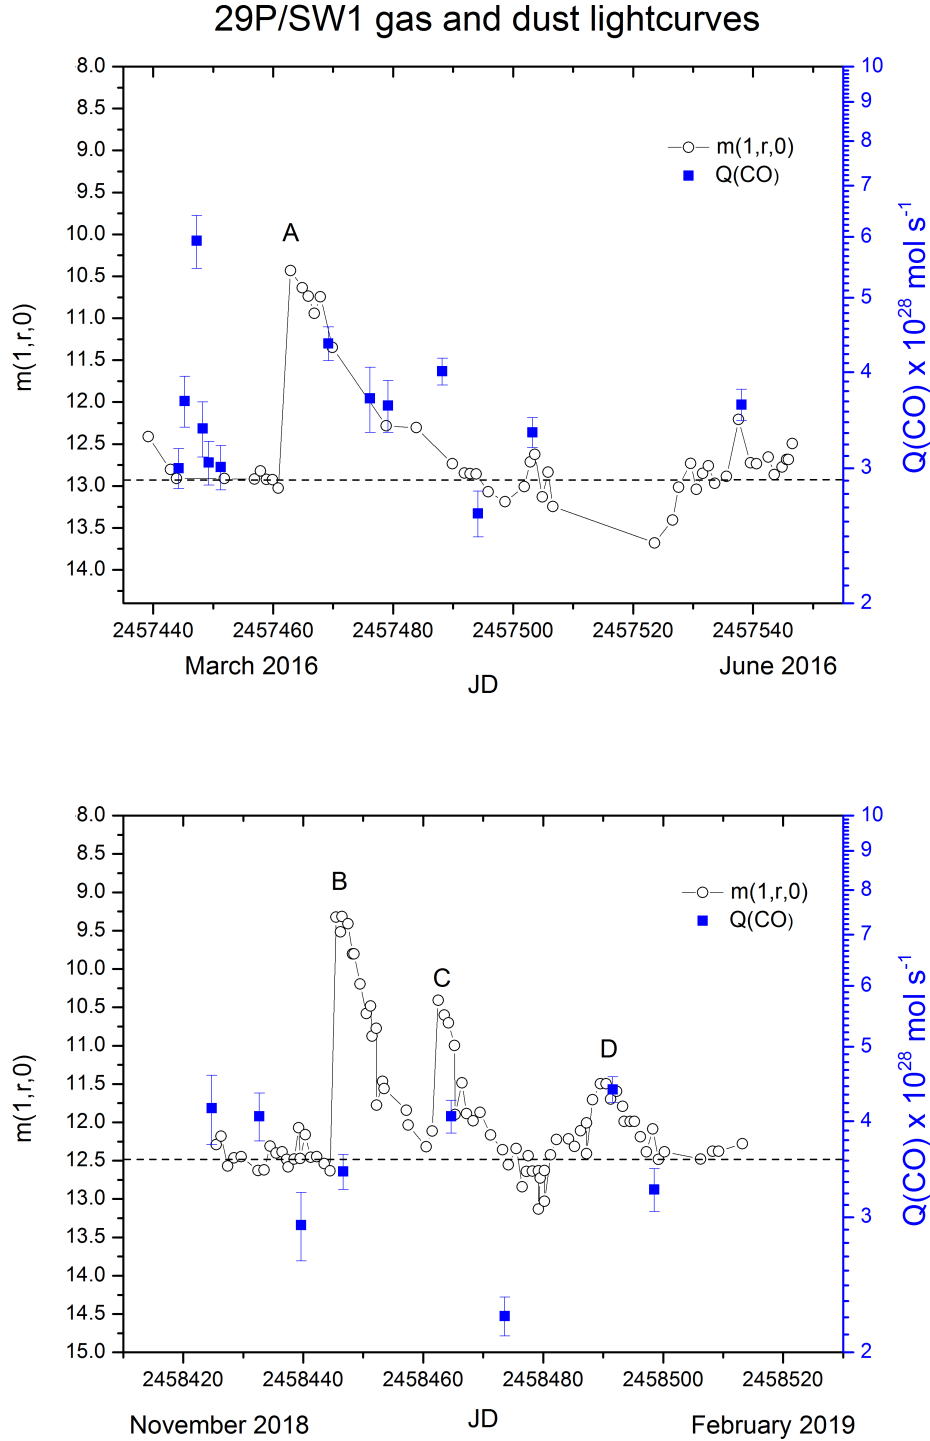 29P/SW1 gas and dust lightcurves
8.0
8.5
9.0
9.5
10.0
10.5
11.0
11.5
12.0
12.5
13.0
13.5
14.0
m(1,r,0)
A
m(1,r,0)
Q(CO)
10
9
8
7
6
5
4
3
2
Q(CO) x 10²⁸ mol s⁻¹
2457440 2457460 2457480 2457500 2457520 2457540
March 2016 JD June 2016
8.0
8.5
9.0
9.5
10.0
10.5
11.0
11.5
12.0
12.5
13.0
13.5
14.0
14.5
15.0
m(1,r,0)
B
C
D
m(1,r,0)
Q(CO)
10
9
8
7
6
5
4
3
2
Q(CO) x 10²⁸ mol s⁻¹
2458420 2458440 2458460 2458480 2458500 2458520
November 2018 JD February 2019